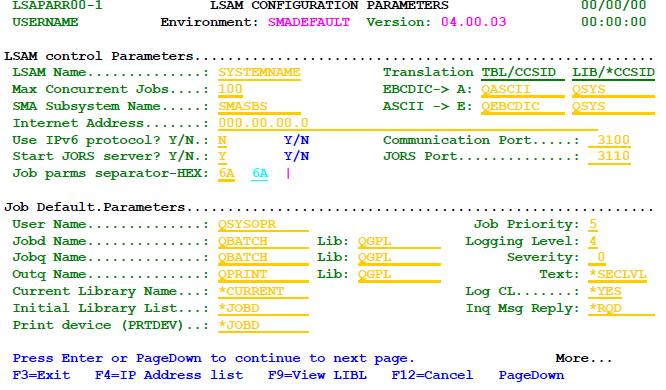 LSAPARR00-1 LSAM CONFIGURATION PARAMETERS 00/00/00
USERNAME Environment: SMADEFAULT Version: 04.00.03 00:00:00
LSAM control Parameters.......................................................
LSAM Name..............: SYSTEMNAME Translation TBL/CCSID LIB/*CCSID
Max Concurrent Jobs....: 100 EBCDIC-> A: QASCII QSYS
SMA Subsystem Name.....: SMASBS ASCII -> E: QEBCDIC QSYS
Internet Address.......: 000.00.00.0
Use IPv6 protocol? Y/N.: N Y/N Communication Port.....: 3100
Start JORS server? Y/N.: Y Y/N JORS Port..............: 3110
Job parms separator-HEX: 6A 6A |
Job Default.Parameters........................................................
User Name..............: QSYSOPR Job Priority: 5
Jobd Name..............: QBATCH Lib: QGPL Logging Level: 4
Jobq Name..............: QBATCH Lib: QGPL Severity: 0
Outq Name..............: QPRINT Lib: QGPL Text: *SECLVL
Current Library Name...: *CURRENT Log CL.......: *YES
Initial Library List...: *JOBD Inq Msg Reply: *RQD
Print device (PRTDEV)..: *JOBD
Press Enter or PageDown to continue to next page. More...
F3=Exit F4=IP Address list F9=View LIBL F12=Cancel PageDown